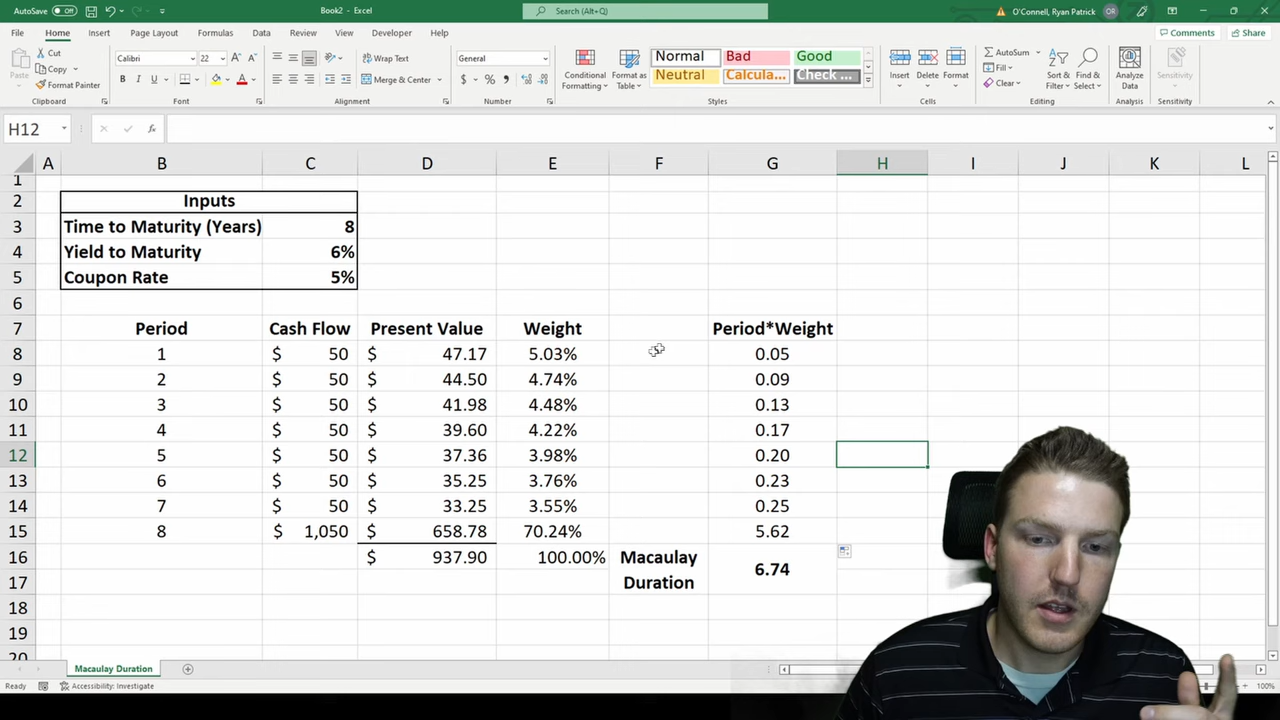 AutoSave Off Book2 - Excel Search (Alt+Q) O'Connell, Ryan Patrick OR
File Home Insert Page Layout Formulas Data Review View Developer Help Comments Share
Paste Cut Copy Format Painter Clipboard
Calibri 22 B I U A Font
Wrap Text Merge & Center Alignment
General $ % , Number
Conditional Formatting Format as Table Normal Bad Good Neutral Calcula... Check ... Styles
Insert Delete Format Cells
AutoSum Fill Clear Sort & Filter Find & Select Editing
Analyze Data Analysis
Sensitivity Sensitivity
H12 fx
A B C D E F G H I J K L
1
2 Inputs
3 Time to Maturity (Years) 8
4 Yield to Maturity 6%
5 Coupon Rate 5%
6
7 Period Cash Flow Present Value Weight Period*Weight
8 1 $ 50 $ 47.17 5.03% 0.05
9 2 $ 50 $ 44.50 4.74% 0.09
10 3 $ 50 $ 41.98 4.48% 0.13
11 4 $ 50 $ 39.60 4.22% 0.17
12 5 $ 50 $ 37.36 3.98% 0.20
13 6 $ 50 $ 35.25 3.76% 0.23
14 7 $ 50 $ 33.25 3.55% 0.25
15 8 $ 1,050 $ 658.78 70.24% 5.62
16 $ 937.90 100.00% Macaulay
17 Duration 6.74
18
19
20
Macaulay Duration
Ready Accessibility: Investigate 100%